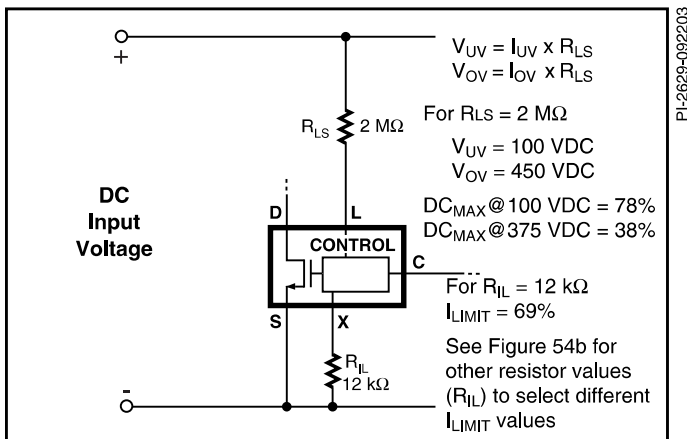 +
V_UV = I_UV x R_LS
V_OV = I_OV x R_LS
R_LS 2 MΩ
For RLS = 2 MΩ
V_UV = 100 VDC
V_OV = 450 VDC
DC
Input
Voltage
DC_MAX@100 VDC = 78%
DC_MAX@375 VDC = 38%
D L
CONTROL
C
S X
For R_IL = 12 kΩ
I_LIMIT = 69%
R_IL
12 kΩ
See Figure 54b for
other resistor values
(R_IL) to select different
I_LIMIT values
-
PI-2629-092203